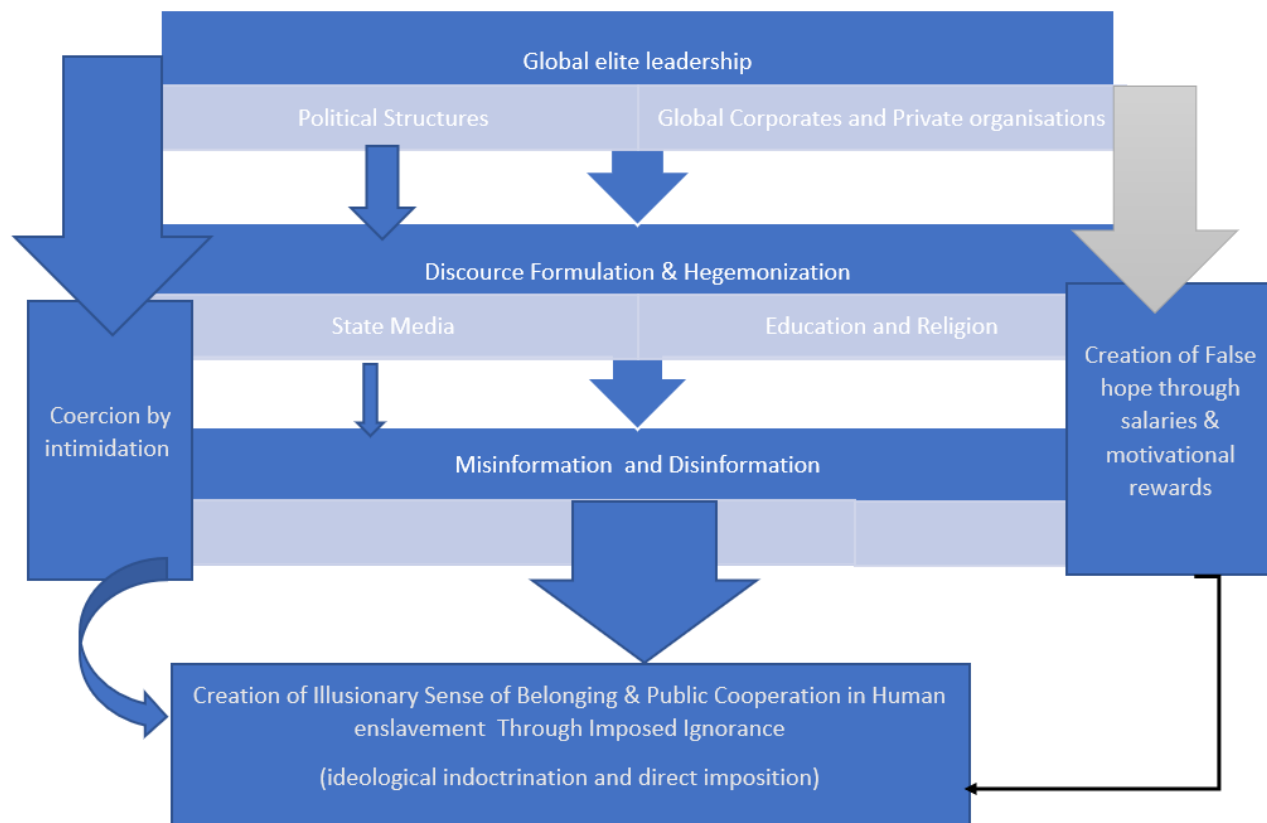 Global elite leadership
Political Structures
Global Corporates and Private organisations
Discource Formulation & Hegemonization
State Media
Education and Religion
Coercion by
intimidation
Creation of False
hope through
salaries &
motivational
rewards
Misinformation and Disinformation
Creation of Illusionary Sense of Belonging & Public Cooperation in Human
enslavement Through Imposed Ignorance
(ideological indoctrination and direct imposition)